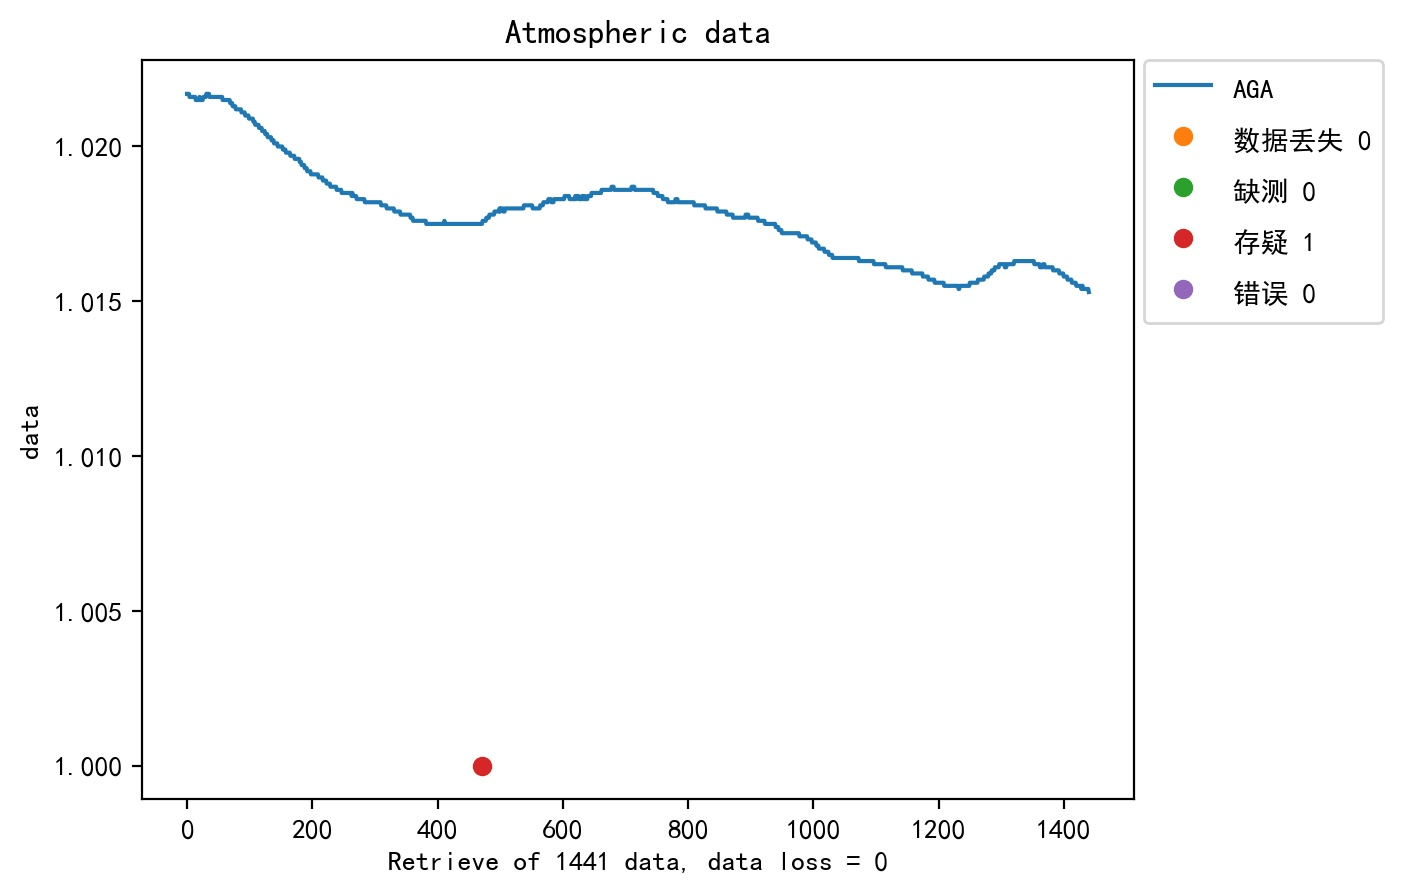 Atmospheric data
AGA
数据丢失 0
缺测 0
存疑 1
错误 0
1.020
1.015
1.010
1.005
1.000
data
0 200 400 600 800 1000 1200 1400
Retrieve of 1441 data, data loss = 0